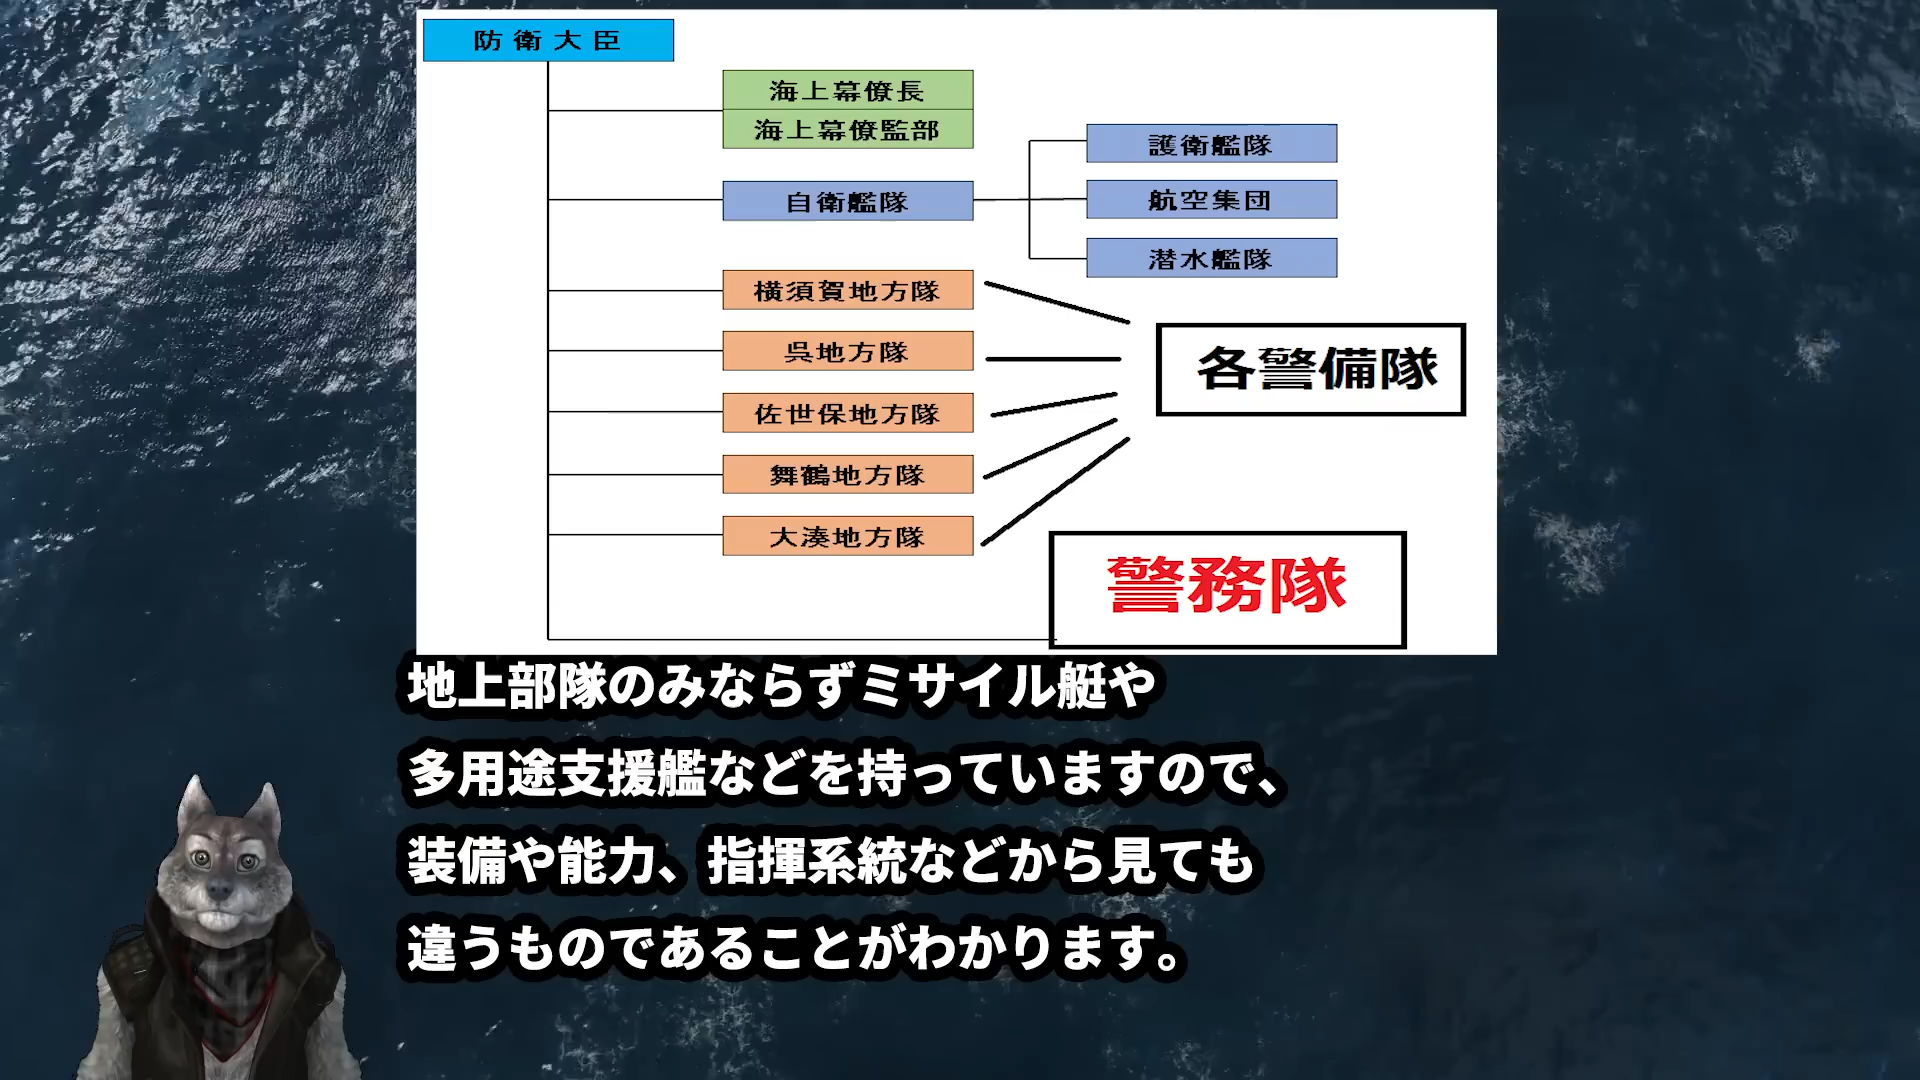 防衛大臣
海上幕僚長
海上幕僚監部
自衛艦隊
護衛艦隊
航空集団
潜水艦隊
横須賀地方隊
呉地方隊
佐世保地方隊
舞鶴地方隊
大湊地方隊
各警備隊
警務隊
地上部隊のみならずミサイル艇や
多用途支援艦などを持っていますので、
装備や能力、指揮系統などから見ても
違うものであることがわかります。